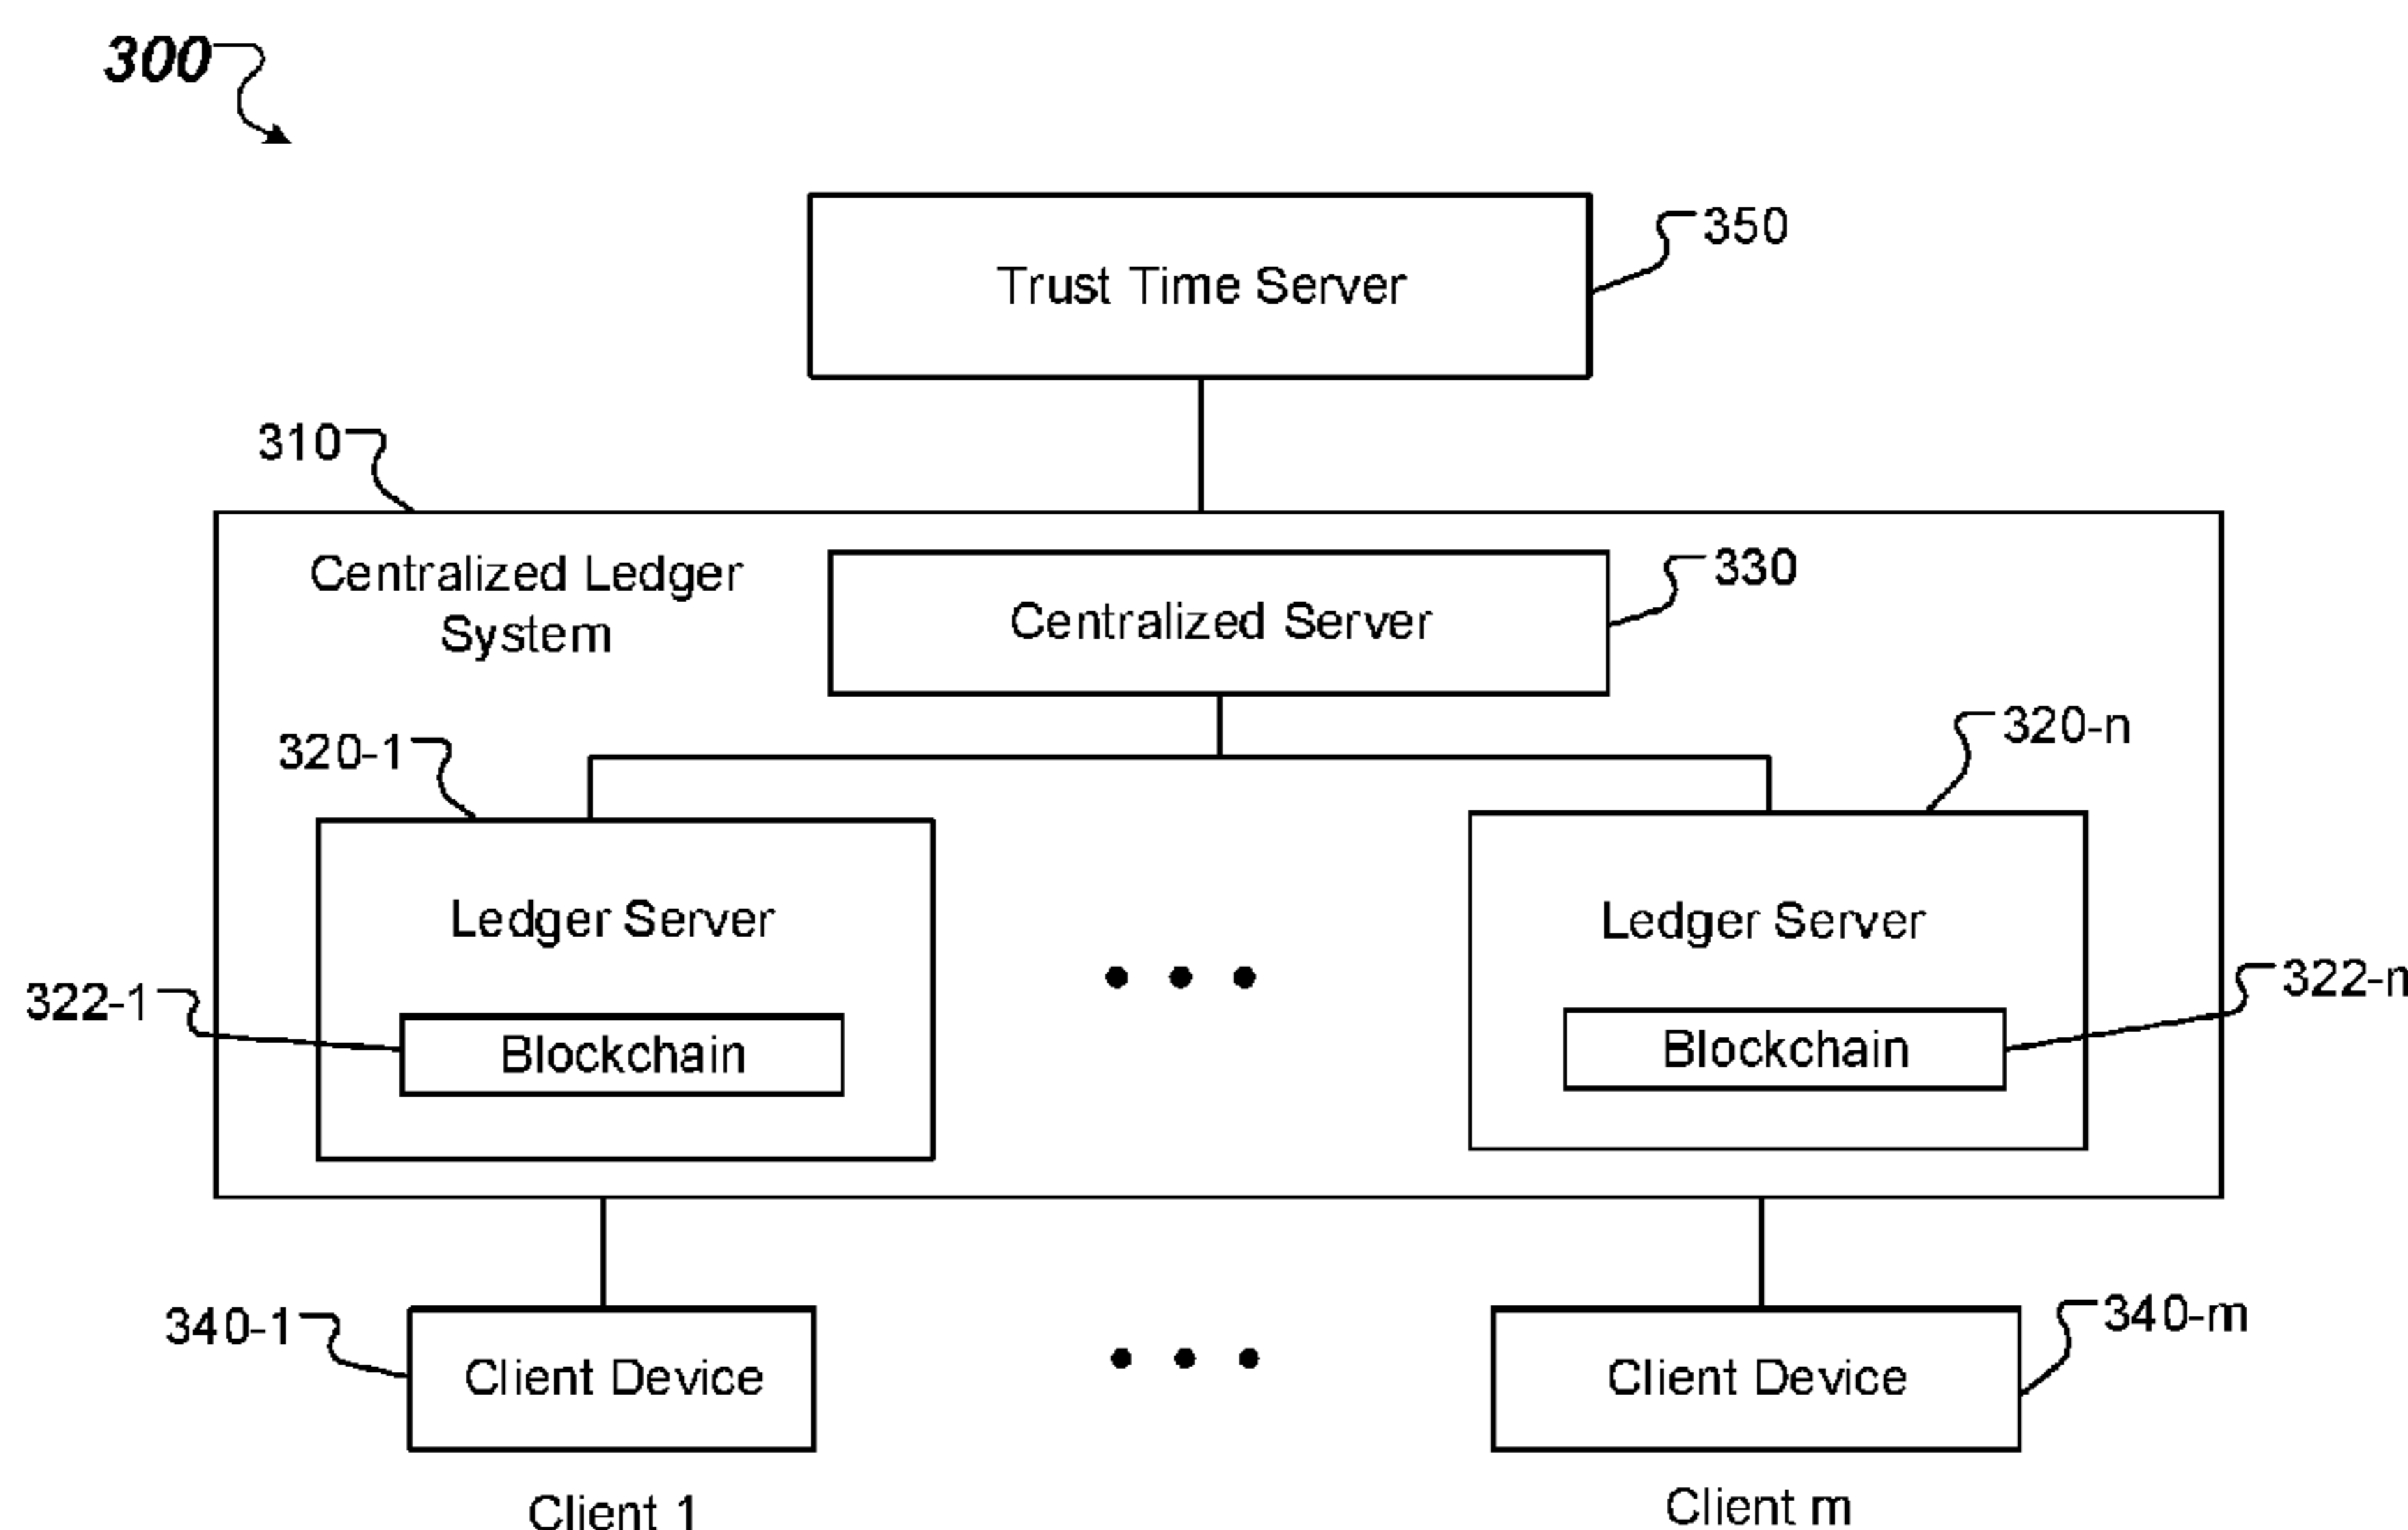 300
Trust Time Server
350
310
Centralized Ledger
System
Centralized Server
330
320-1
320-n
Ledger Server
Ledger Server
322-1
Blockchain
Blockchain
322-n
340-1
Client Device
Client Device
340-m
Client 1
Client m